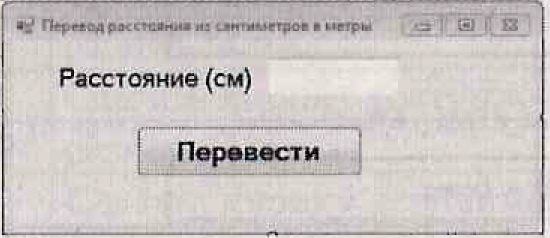 Перевод расстояния из сантиметров в метры
Расстояние (см)
Перевести